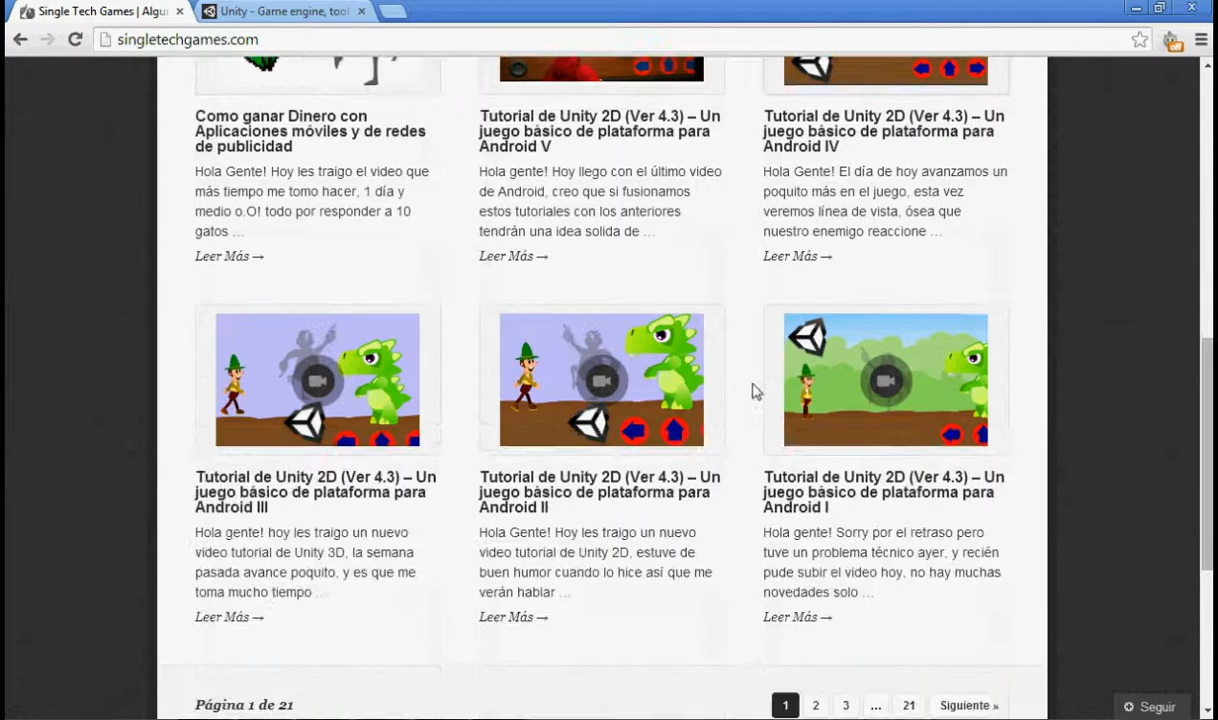 Single Tech Games | Algu
Unity - Game engine, tool
singletechgames.com
Como ganar Dinero con
Aplicaciones móviles y de redes
de publicidad
Hola Gente! Hoy les traigo el video que
más tiempo me tomo hacer, 1 día y
medio o.O! todo por responder a 10
gatos ...
Leer Más →
Tutorial de Unity 2D (Ver 4.3) – Un
juego básico de plataforma para
Android V
Hola gente! Hoy llego con el último video
de Android, creo que si fusionamos
estos tutoriales con los anteriores
tendrán una idea solida de ...
Leer Más →
Tutorial de Unity 2D (Ver 4.3) – Un
juego básico de plataforma para
Android IV
Hola Gente! El día de hoy avanzamos un
poquito más en el juego, esta vez
veremos línea de vista, ósea que
nuestro enemigo reaccione ...
Leer Más →
Tutorial de Unity 2D (Ver 4.3) – Un
juego básico de plataforma para
Android III
Hola gente! hoy les traigo un nuevo
video tutorial de Unity 3D, la semana
pasada avance poquito, y es que me
toma mucho tiempo ...
Leer Más →
Tutorial de Unity 2D (Ver 4.3) – Un
juego básico de plataforma para
Android II
Hola Gente! Hoy les traigo un nuevo
video tutorial de Unity 2D, estuve de
buen humor cuando lo hice así que me
verán hablar ...
Leer Más →
Tutorial de Unity 2D (Ver 4.3) – Un
juego básico de plataforma para
Android I
Hola gente! Sorry por el retraso pero
tuve un problema técnico ayer, y recién
pude subir el video hoy, no hay muchas
novedades solo ...
Leer Más →
Página 1 de 21
1 2 3 ... 21 Siguiente »
Seguir